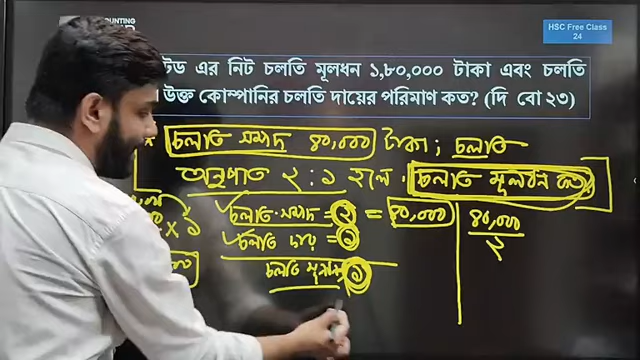 COUNTING
HSC Free Class
24
টেড এর নিট চলতি মূলধন ১,৮০,০০০ টাকা এবং চলতি
উক্ত কোম্পানির চলতি দায়ের পরিমাণ কত? (দি বো ২৩)
চলতি সম্পদ ৪০,০০০ টাকা; চলতি
অনুপাত ২:১ হলে চলতি মূলধন কত
চলতি সম্পদ = ২ = ৪০,০০০
চলতি দায় = ১
চলতি মূলধন ১
৪০,০০০
২
× ১